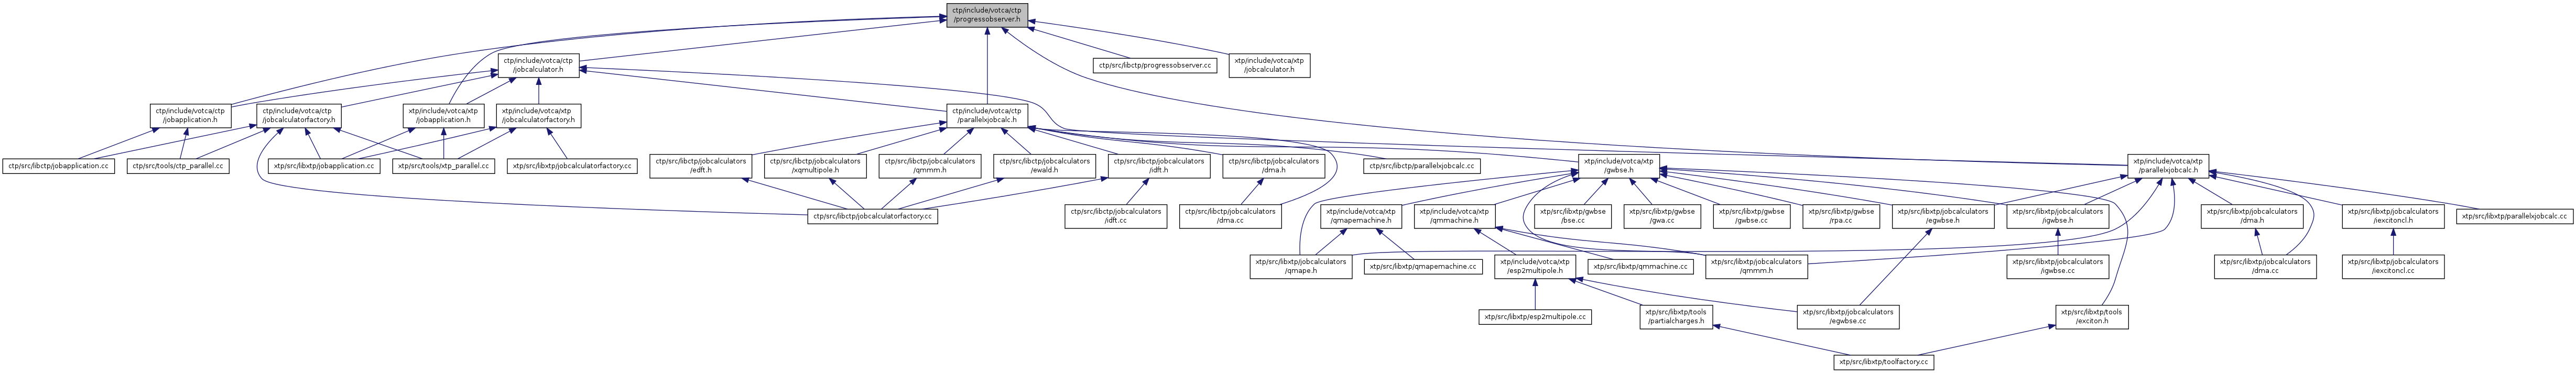 ctp/include/votca/ctp
/progressobserver.h
ctp/include/votca/ctp
/jobcalculator.h
ctp/src/libctp/progressobserver.cc
xtp/include/votca/xtp
/jobcalculator.h
ctp/include/votca/ctp
/jobapplication.h
ctp/include/votca/ctp
/jobcalculatorfactory.h
xtp/include/votca/xtp
/jobapplication.h
xtp/include/votca/xtp
/jobcalculatorfactory.h
ctp/include/votca/ctp
/parallelxjobcalc.h
ctp/src/libctp/jobapplication.cc
ctp/src/tools/ctp_parallel.cc
xtp/src/libxtp/jobapplication.cc
xtp/src/tools/xtp_parallel.cc
xtp/src/libxtp/jobcalculatorfactory.cc
ctp/src/libctp/jobcalculators
/edft.h
ctp/src/libctp/jobcalculators
/xqmultipole.h
ctp/src/libctp/jobcalculators
/qmmm.h
ctp/src/libctp/jobcalculators
/ewald.h
ctp/src/libctp/jobcalculators
/idft.h
ctp/src/libctp/jobcalculators
/dma.h
ctp/src/libctp/parallelxjobcalc.cc
xtp/include/votca/xtp
/gwbse.h
xtp/include/votca/xtp
/parallelxjobcalc.h
ctp/src/libctp/jobcalculatorfactory.cc
ctp/src/libctp/jobcalculators
/idft.cc
ctp/src/libctp/jobcalculators
/dma.cc
xtp/include/votca/xtp
/qmapemachine.h
xtp/include/votca/xtp
/qmmachine.h
xtp/src/libxtp/gwbse
/bse.cc
xtp/src/libxtp/gwbse
/gwa.cc
xtp/src/libxtp/gwbse
/gwbse.cc
xtp/src/libxtp/gwbse
/rpa.cc
xtp/src/libxtp/jobcalculators
/egwbse.h
xtp/src/libxtp/jobcalculators
/igwbse.h
xtp/src/libxtp/jobcalculators
/dma.h
xtp/src/libxtp/jobcalculators
/iexcitoncl.h
xtp/src/libxtp/parallelxjobcalc.cc
xtp/src/libxtp/jobcalculators
/qmape.h
xtp/src/libxtp/qmapemachine.cc
xtp/include/votca/xtp
/esp2multipole.h
xtp/src/libxtp/qmmachine.cc
xtp/src/libxtp/jobcalculators
/qmmm.h
xtp/src/libxtp/jobcalculators
/igwbse.cc
xtp/src/libxtp/jobcalculators
/dma.cc
xtp/src/libxtp/jobcalculators
/iexcitoncl.cc
xtp/src/libxtp/esp2multipole.cc
xtp/src/libxtp/tools
/partialcharges.h
xtp/src/libxtp/jobcalculators
/egwbse.cc
xtp/src/libxtp/tools
/exciton.h
xtp/src/libxtp/toolfactory.cc